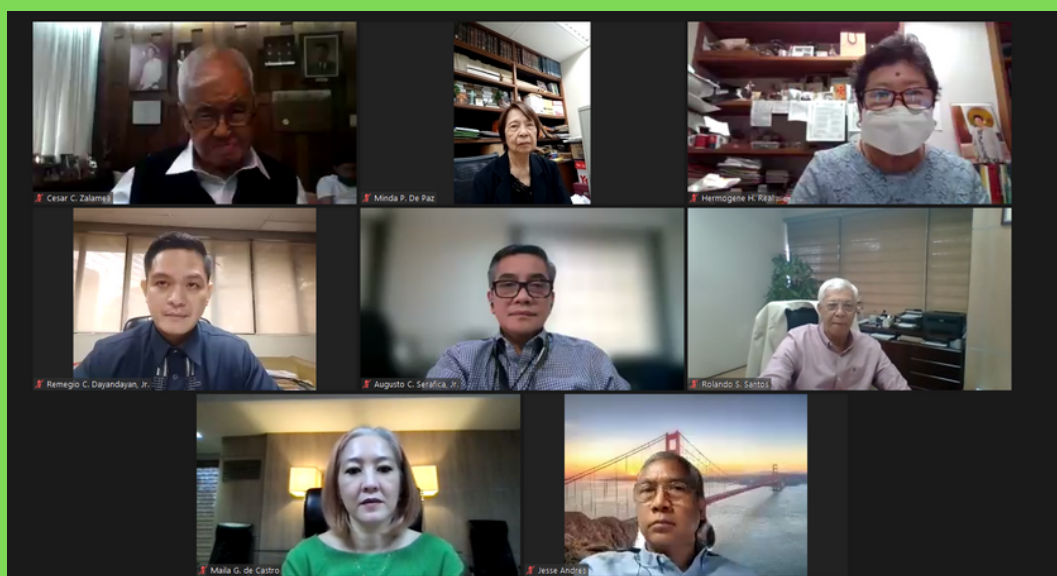 Cesar C. Zalamea
Minda P. De Paz
Hermogene H. Real
Remegio C. Dayandayan, Jr.
Augusto C. Serafica, Jr.
Rolando S. Santos
Maila G. de Castro
Jesse Andres